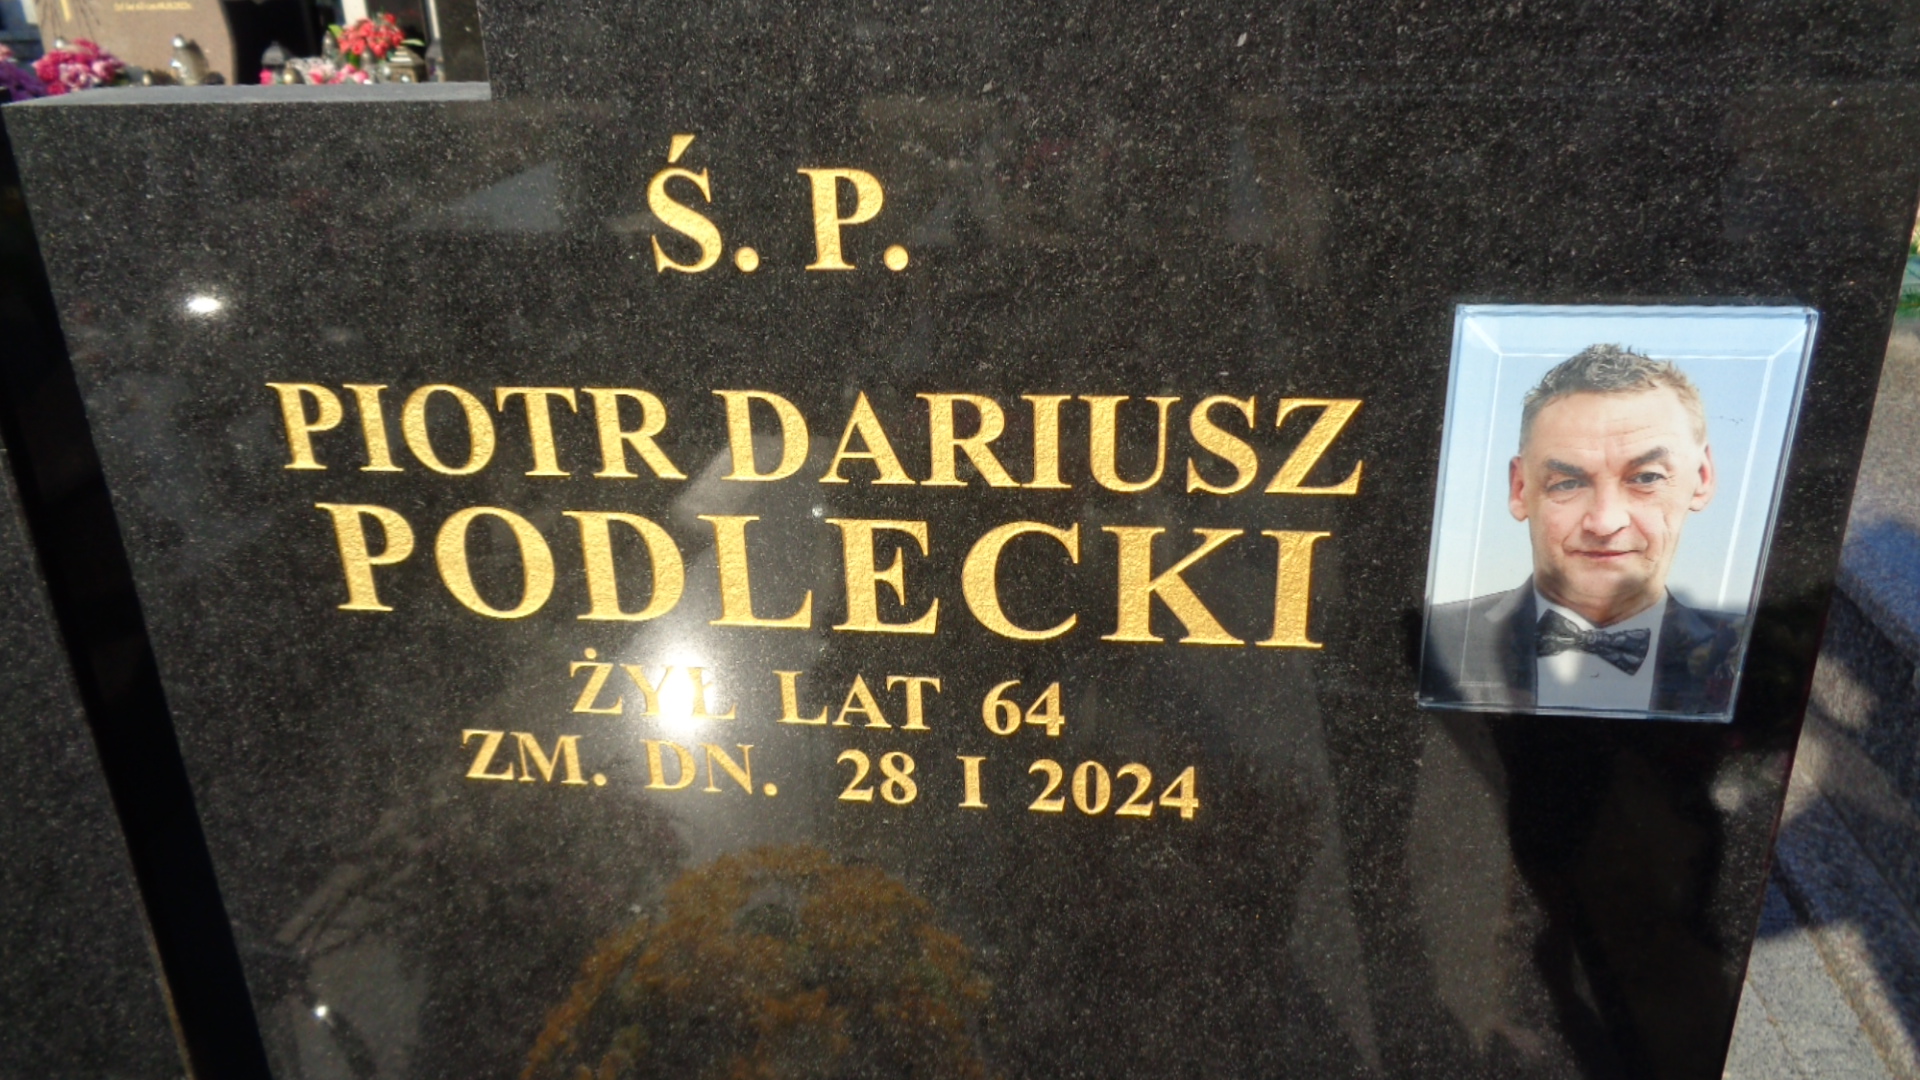 Ś. P.
PIOTR DARIUSZ
PODLECKI
ŻYŁ LAT 64
ZM. DN. 28 I 2024